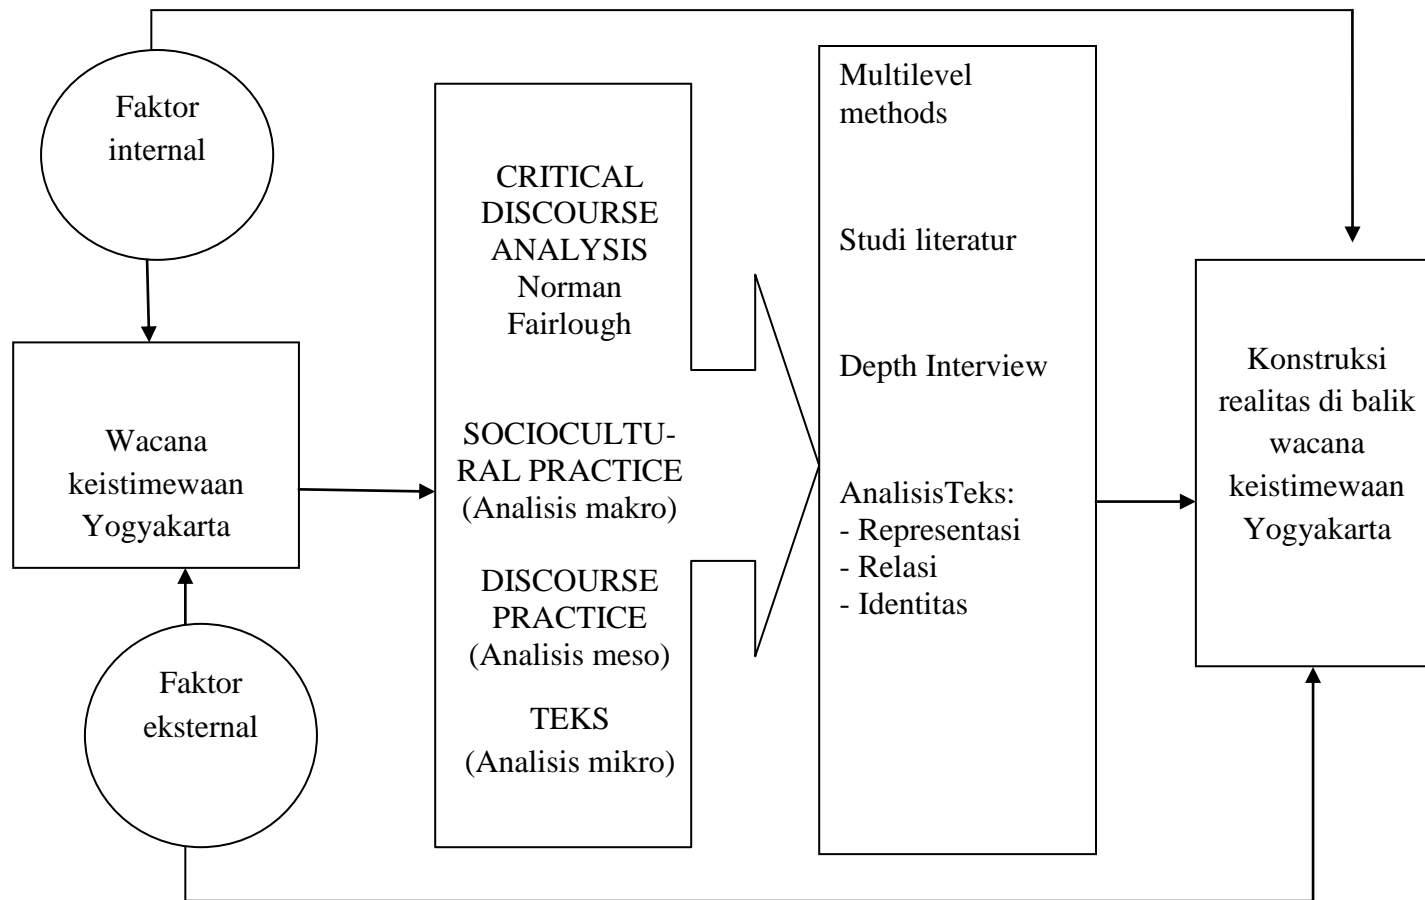 Faktor
internal
Wacana
keistimewaan
Yogyakarta
Faktor
eksternal
CRITICAL
DISCOURSE
ANALYSIS
Norman
Fairlough
SOCIOCULTU-
RAL PRACTICE
(Analisis makro)
DISCOURSE
PRACTICE
(Analisis meso)
TEKS
(Analisis mikro)
Multilevel
methods
Studi literatur
Depth Interview
AnalisisTeks:
- Representasi
- Relasi
- Identitas
Konstruksi
realitas di balik
wacana
keistimewaan
Yogyakarta